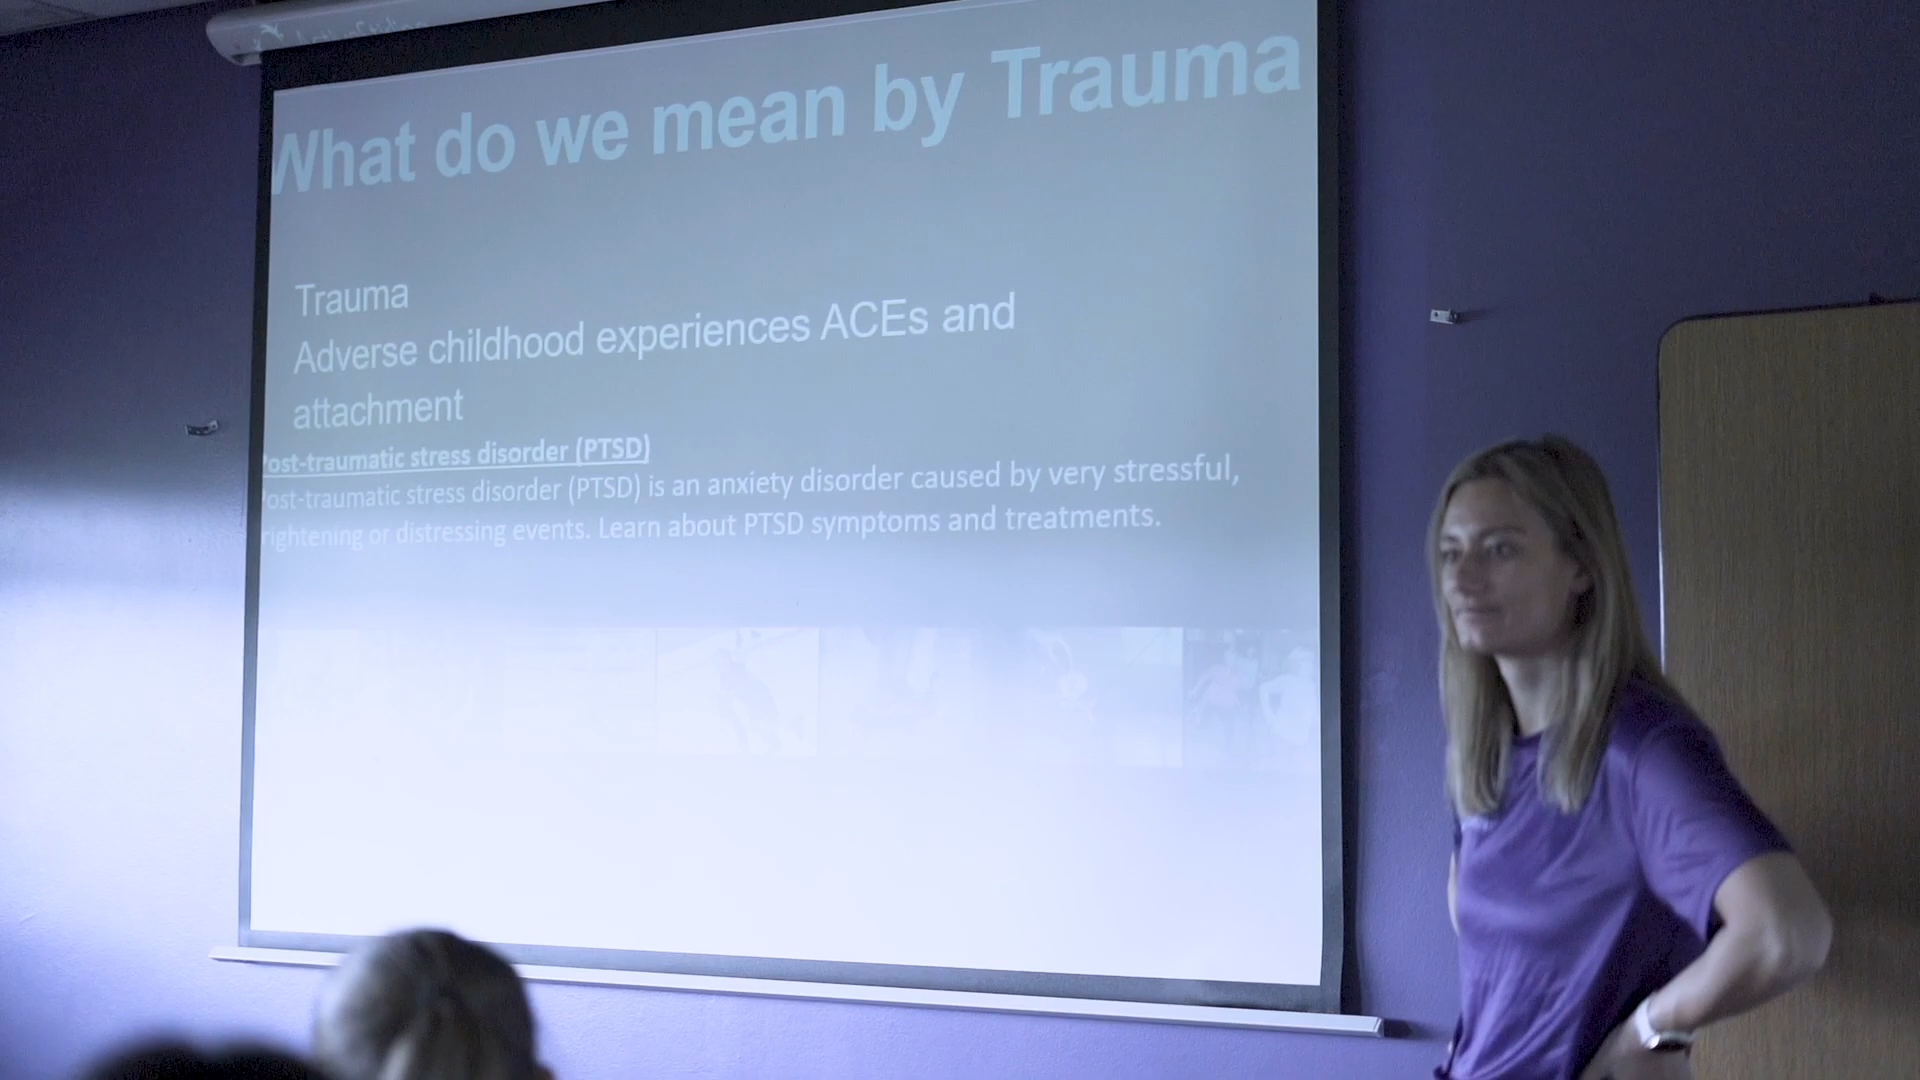 What do we mean by Trauma
Trauma
Adverse childhood experiences ACEs and
attachment
ost-traumatic stress disorder (PTSD)
ost-traumatic stress disorder (PTSD) is an anxiety disorder caused by very stressful,
rightening or distressing events. Learn about PTSD symptoms and treatments.